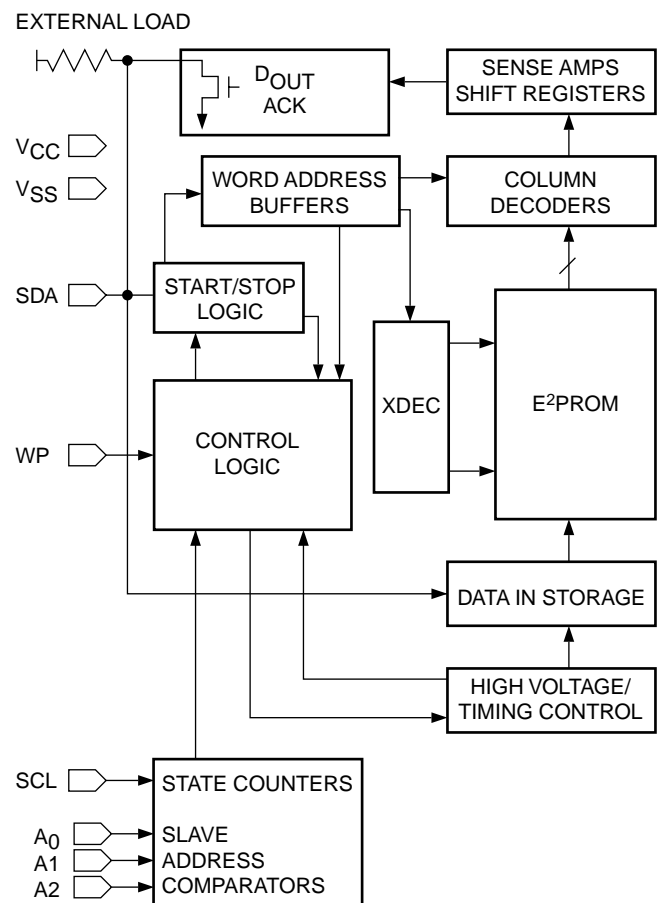 EXTERNAL LOAD
DOUT
ACK
SENSE AMPS
SHIFT REGISTERS
VCC
VSS
WORD ADDRESS
BUFFERS
COLUMN
DECODERS
SDA
START/STOP
LOGIC
XDEC
E²PROM
WP
CONTROL
LOGIC
DATA IN STORAGE
HIGH VOLTAGE/
TIMING CONTROL
SCL
STATE COUNTERS
A0
SLAVE
A1
ADDRESS
A2
COMPARATORS